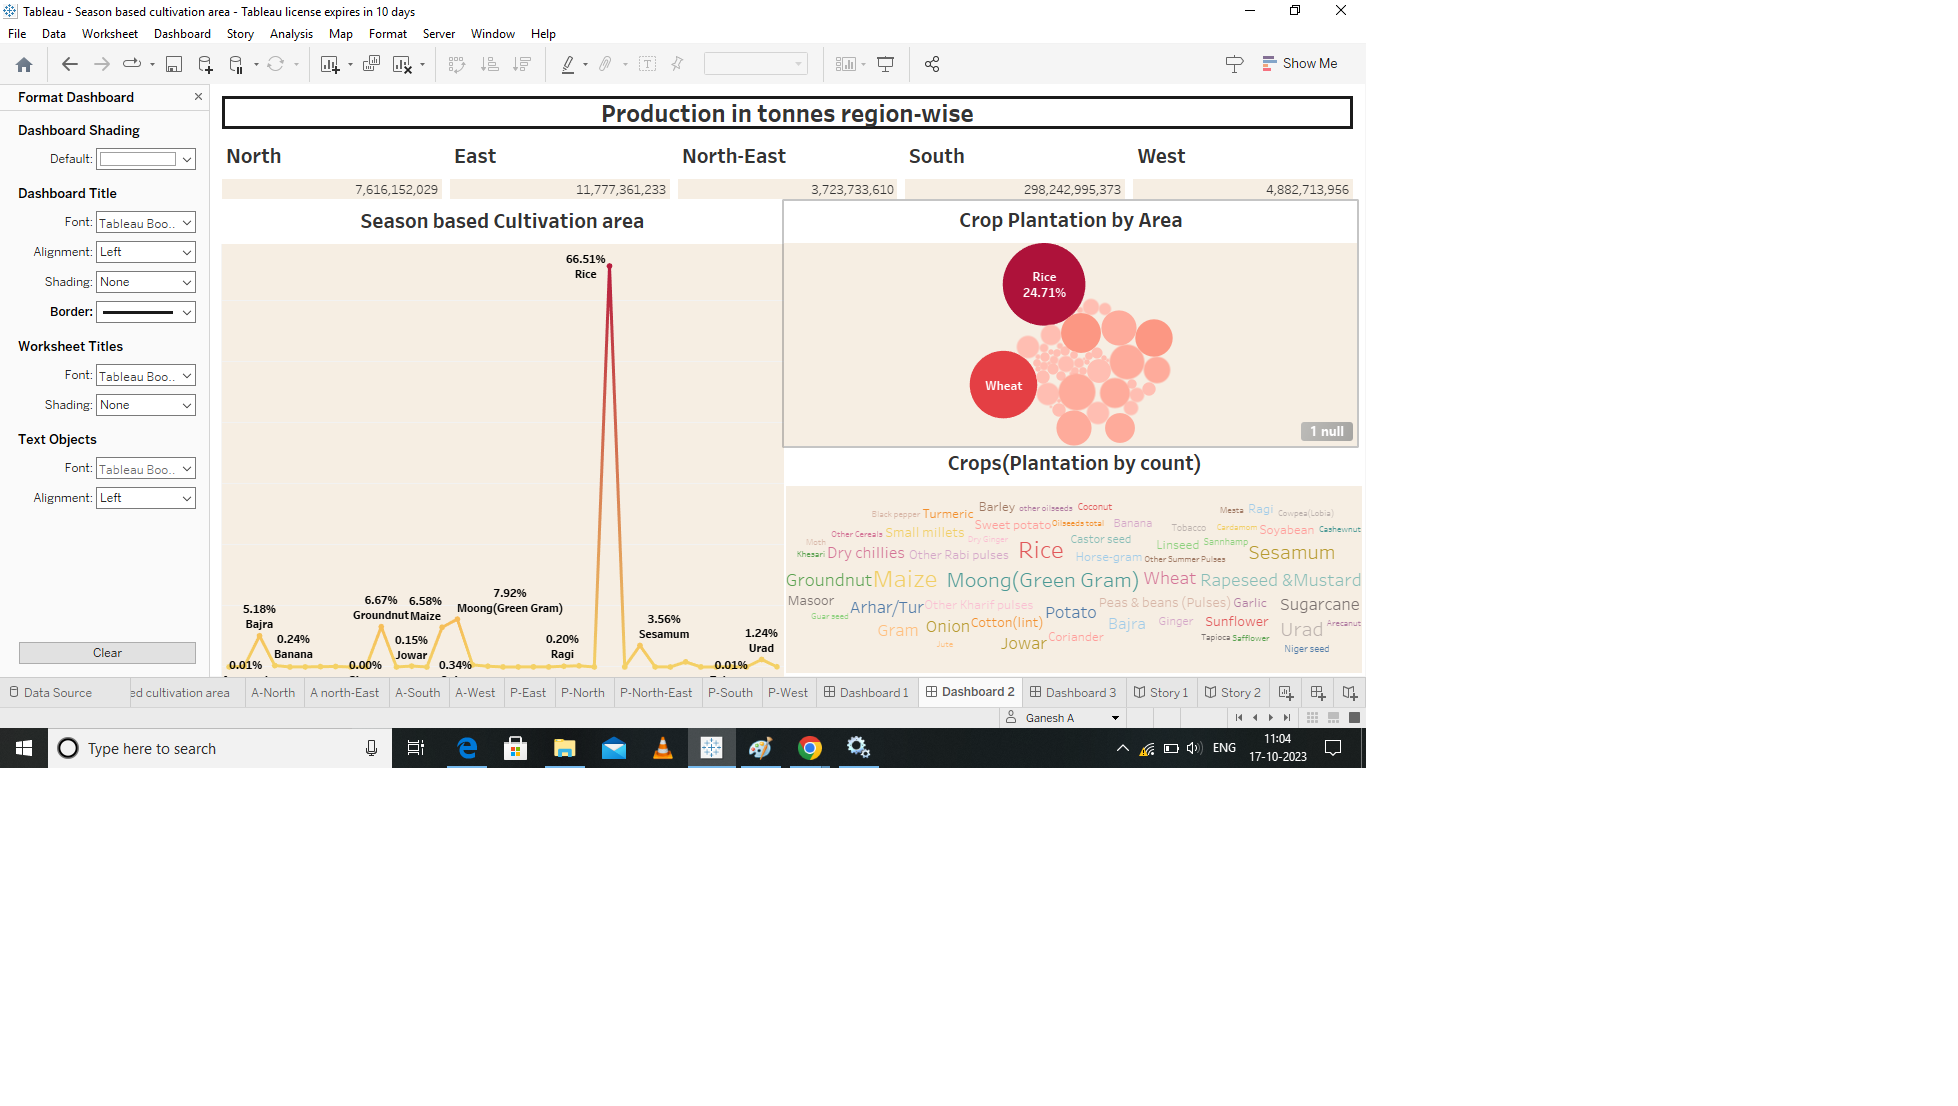 Tableau - Season based cultivation area - Tableau license expires in 10 days
File Data Worksheet Dashboard Story Analysis Map Format Server Window Help
Show Me
Format Dashboard
Dashboard Shading
Default:
Dashboard Title
Font: Tableau Boo..
Alignment: Left
Shading: None
Border:
Worksheet Titles
Font: Tableau Boo..
Shading: None
Text Objects
Font: Tableau Boo..
Alignment: Left
Clear
Production in tonnes region-wise
North East North-East South West
7,616,152,029 11,777,361,233 3,723,733,610 298,242,995,373 4,882,713,956
Season based Cultivation area
66.51%
Rice
5.18%
Bajra
0.24%
Banana
0.01%
6.67%
Groundnut
6.58%
Maize
0.15%
Jowar
0.00%
0.34%
7.92%
Moong(Green Gram)
0.20%
Ragi
3.56%
Sesamum
0.01%
1.24%
Urad
Crop Plantation by Area
Rice
24.71%
Wheat
1 null
Crops(Plantation by count)
Barley other oilseeds Coconut
Black pepper Turmeric Mesta Ragi Cowpea(Lobia)
Sweet potato Oilseeds total Banana Tobacco Cardamom Soyabean Cashewnut
Other Cereals Small millets Dry Ginger Castor seed Linseed Sannhamp
Moth
Khesari Dry chillies Other Rabi pulses Rice Horse-gram Other Summer Pulses Sesamum
Groundnut Maize Moong(Green Gram) Wheat Rapeseed &Mustard
Masoor Arhar/Tur Other Kharif pulses Potato Peas & beans (Pulses) Garlic Sugarcane
Guar seed Gram Onion Cotton(lint) Bajra Ginger Sunflower Urad Arecanut
Jute Jowar Coriander Tapioca Safflower
Niger seed
Data Source ed cultivation area A-North A north-East A-South A-West P-East P-North P-North-East P-South P-West Dashboard 1 Dashboard 2 Dashboard 3 Story 1 Story 2
Ganesh A
Type here to search
ENG
11:04
17-10-2023